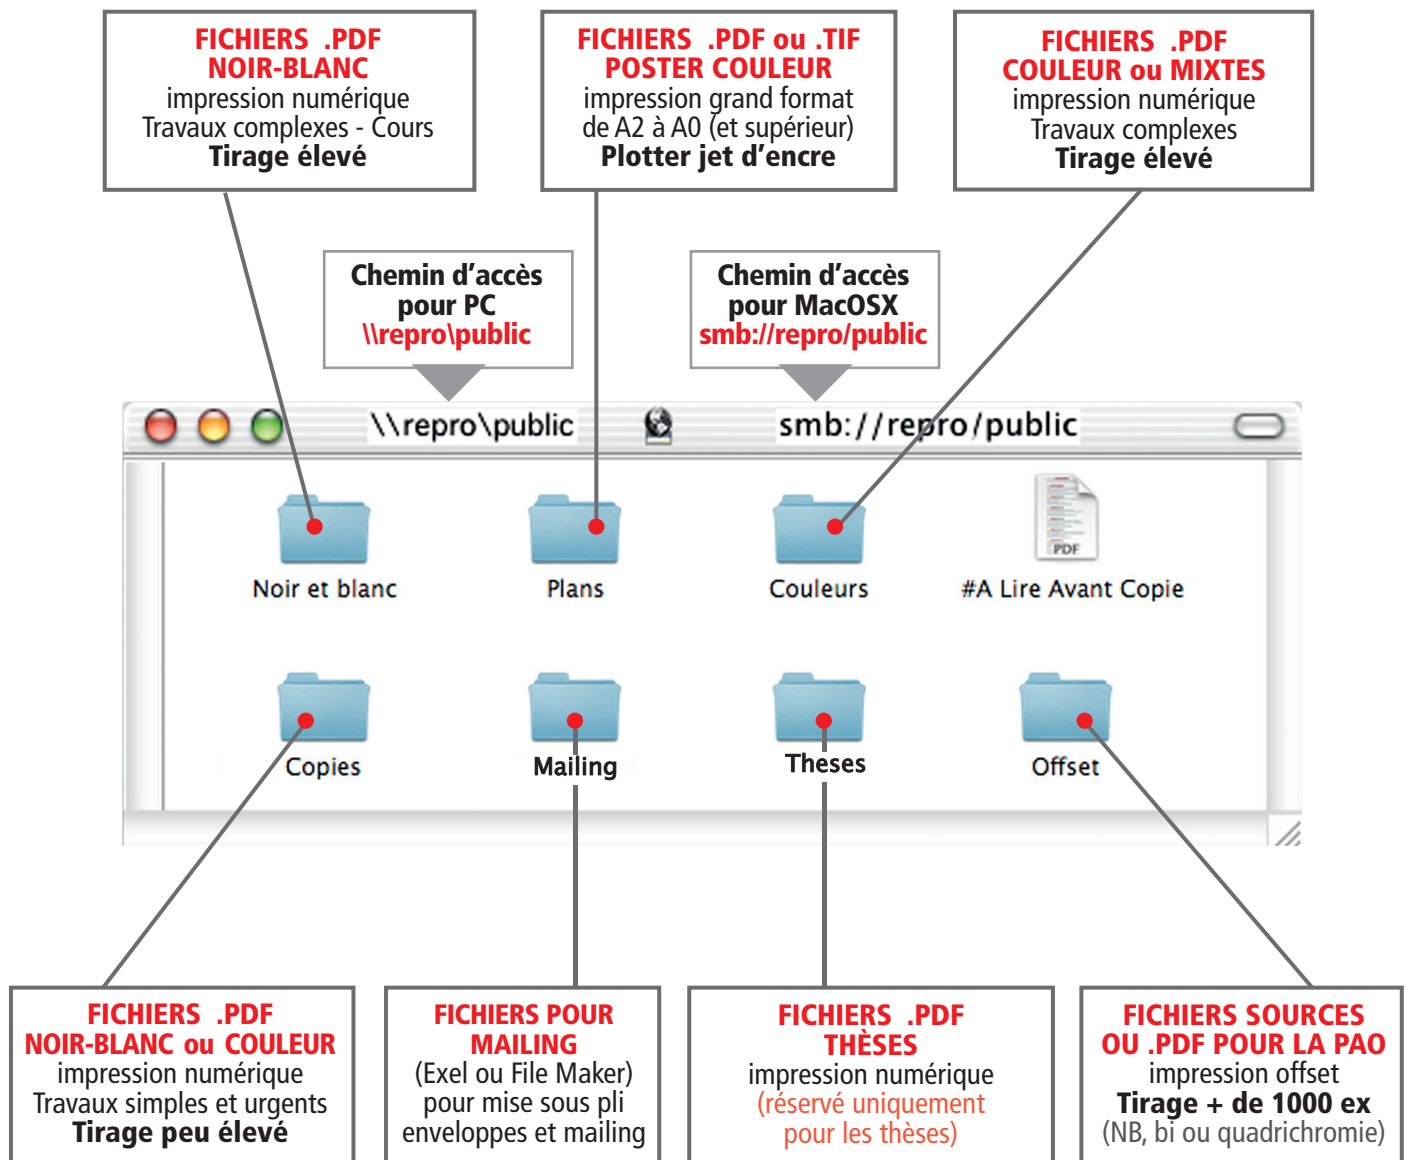 FICHIERS .PDF
NOIR-BLANC
impression numérique
Travaux complexes - Cours
Tirage élevé
FICHIERS .PDF ou .TIF
POSTER COULEUR
impression grand format
de A2 à A0 (et supérieur)
Plotter jet d'encre
FICHIERS .PDF
COULEUR ou MIXTES
impression numérique
Travaux complexes
Tirage élevé
Chemin d'accès
pour PC
\\repro\public
Chemin d'accès
pour MacOSX
smb://repro/public
\\repro\public
smb://repro/public
Noir et blanc
Plans
Couleurs
PDF
#A Lire Avant Copie
Copies
Mailing
Theses
Offset
FICHIERS .PDF
NOIR-BLANC ou COULEUR
impression numérique
Travaux simples et urgents
Tirage peu élevé
FICHIERS POUR
MAILING
(Exel ou File Maker)
pour mise sous pli
enveloppes et mailing
FICHIERS .PDF
THÈSES
impression numérique
(réservé uniquement
pour les thèses)
FICHIERS SOURCES
OU .PDF POUR LA PAO
impression offset
Tirage + de 1000 ex
(NB, bi ou quadrichromie)